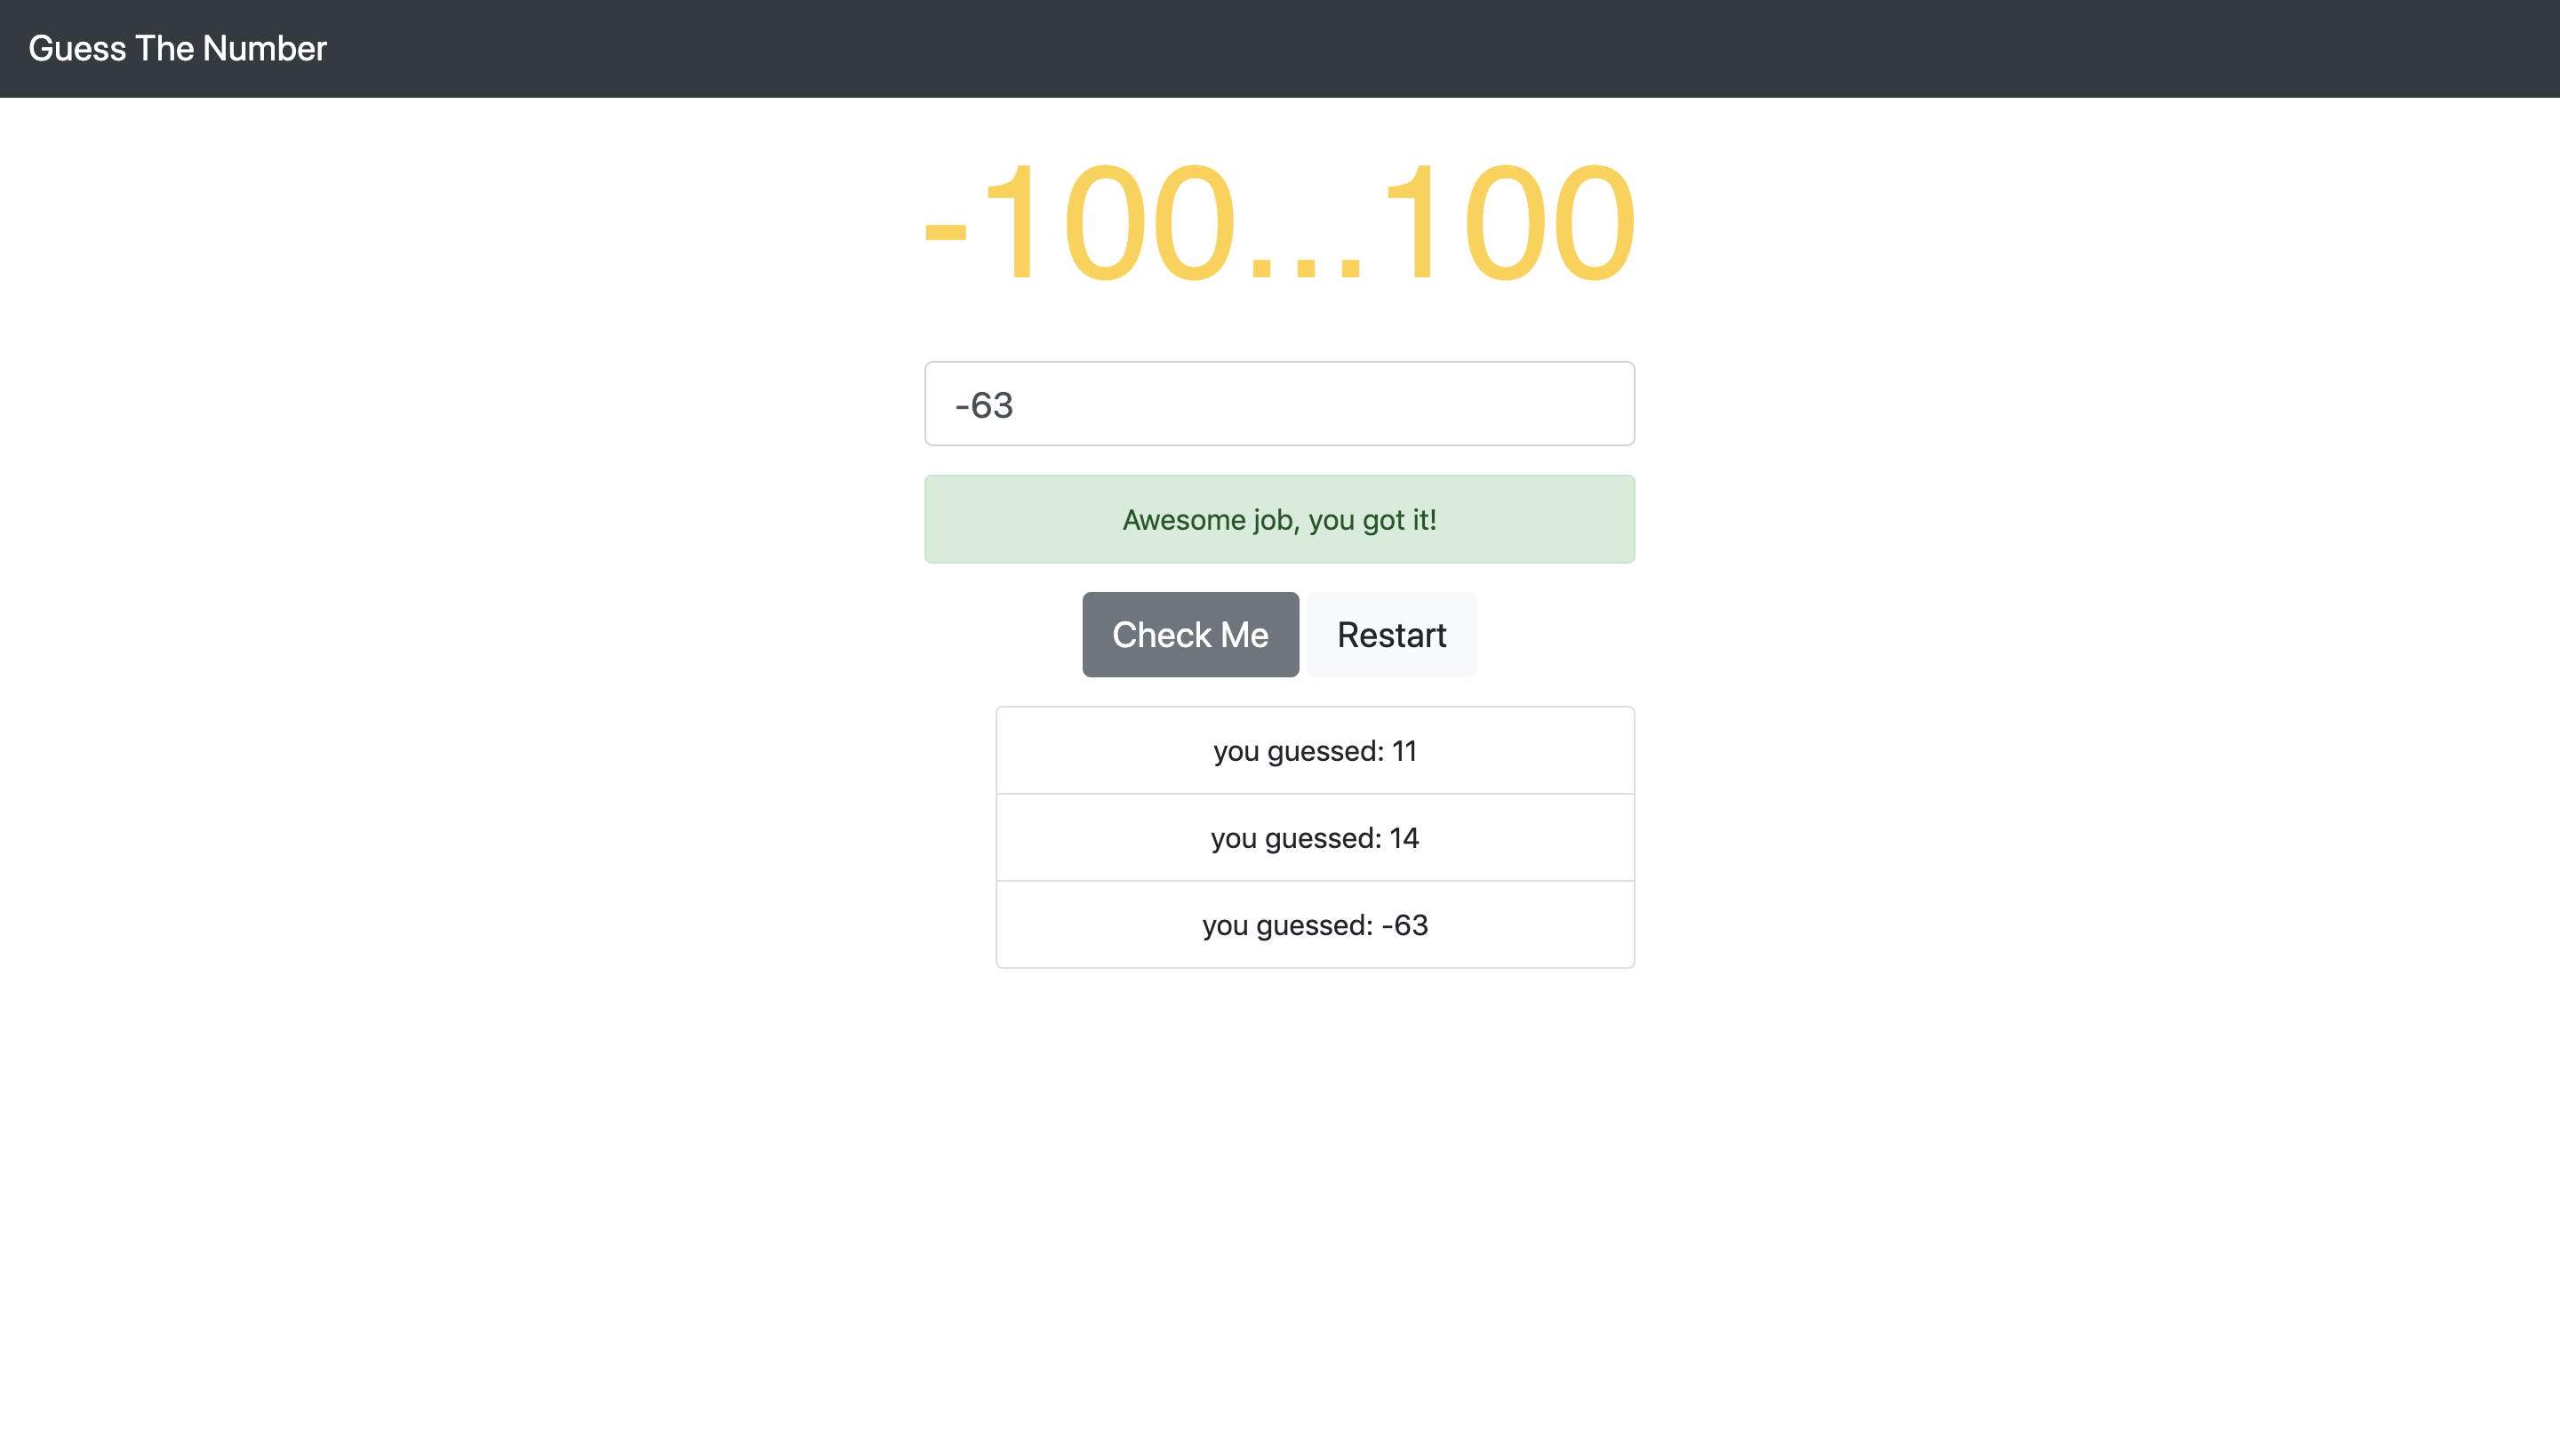 Guess The Number
-100...100
-63
Awesome job, you got it!
Check Me Restart
you guessed: 11
you guessed: 14
you guessed: -63